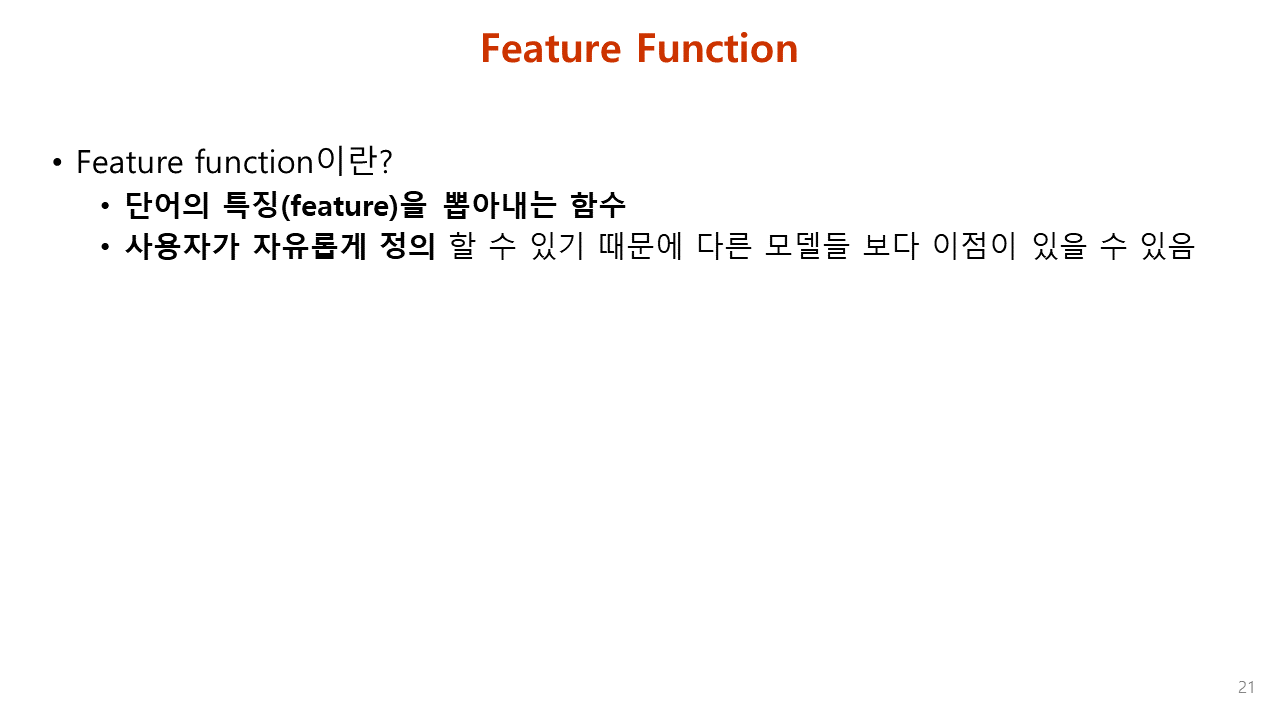 Feature Function
• Feature function이란?
• 단어의 특징(feature)을 뽑아내는 함수
• 사용자가 자유롭게 정의 할 수 있기 때문에 다른 모델들 보다 이점이 있을 수 있음
21